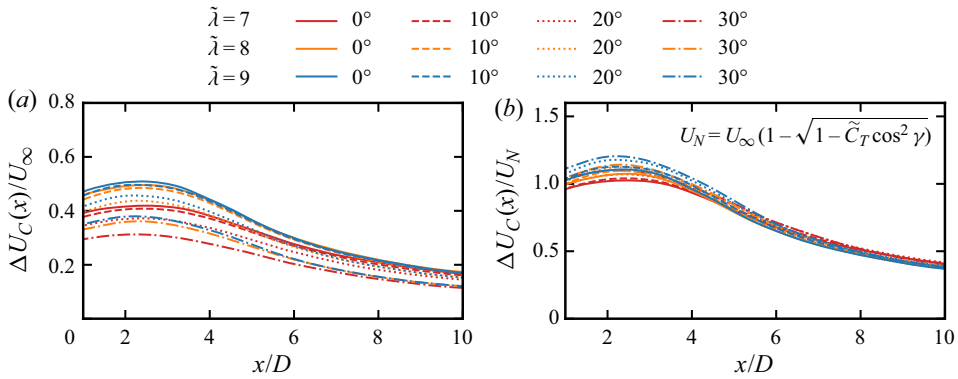 λ̃ = 7 0° 10° 20° 30°
λ̃ = 8 0° 10° 20° 30°
λ̃ = 9 0° 10° 20° 30°
(a)
0.8
0.6
0.4
0.2
0 2 4 6 8 10
x/D
ΔU_C(x)/U_∞
(b)
1.5
1.0
0.5
0 2 4 6 8 10
x/D
ΔU_C(x)/U_N
U_N = U_∞ (1 – √(1 – C̃_T cos² γ))